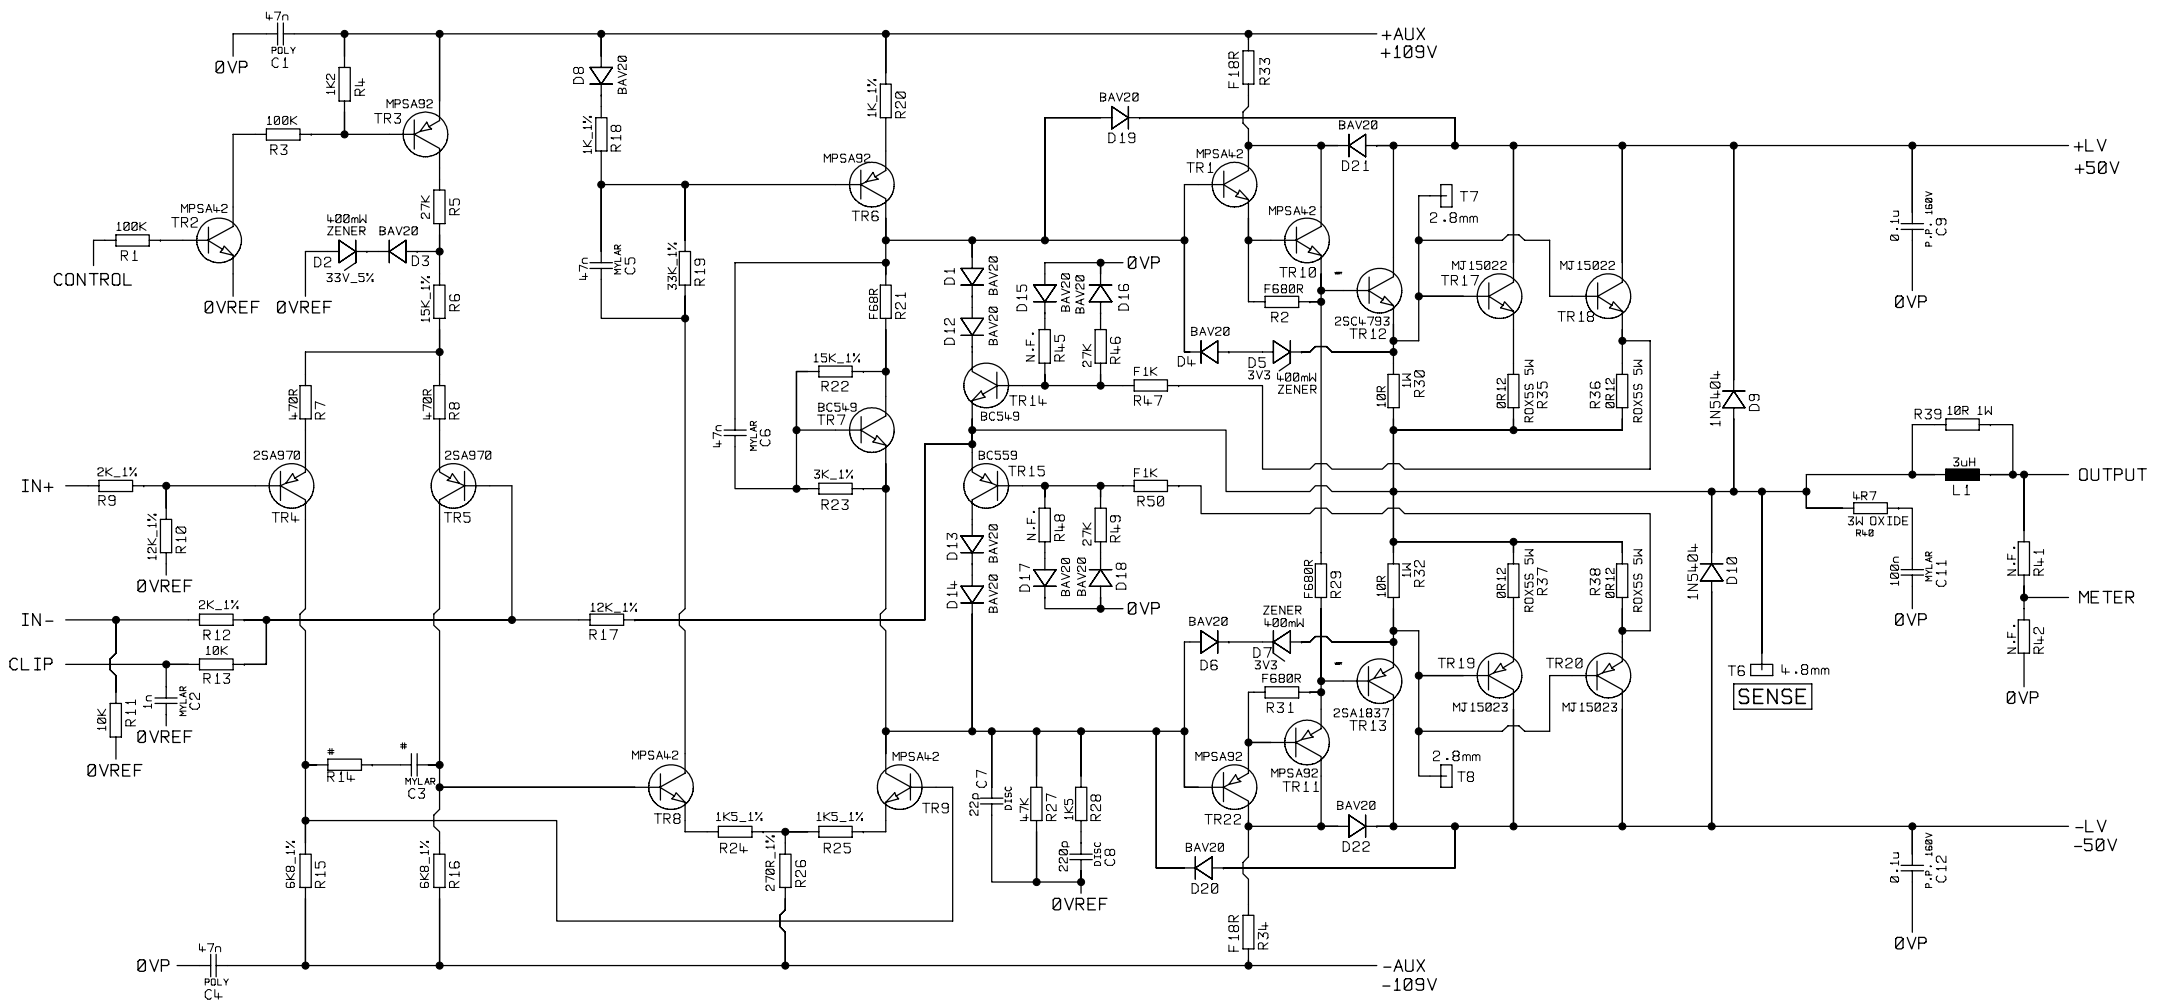 47n
POLY
C1
0VP
1K2
R4
MPSA92
TR3
100K
R3
MPSA42
TR2
100K
R1
CONTROL
0VREF
27K
R5
400mW
ZENER
BAV20
D2
D3
33V_5%
0VREF
15K_1%
R6
470R
R7
470R
R8
2SA970
TR4
2SA970
TR5
IN+
2K_1%
R9
12K_1%
R10
0VREF
IN-
2K_1%
R12
CLIP
10K
R13
10K
R11
0VREF
1n
MYLAR
C2
0VREF
#
R14
#
MYLAR
C3
6K8_1%
R15
6K8_1%
R16
0VP
47n
POLY
C4
D8
BAV20
1K_1%
R18
47n
MYLAR
C5
33K_1%
R19
12K_1%
R17
MPSA42
TR8
1K5_1%
R24
1K5_1%
R25
270R_1%
R26
MPSA42
TR9
1K_1%
R20
MPSA92
TR6
F68R
R21
15K_1%
R22
BC549
TR7
47n
MYLAR
C6
3K_1%
R23
D1
BAV20
D12
BAV20
TR14
BC549
BC559
TR15
D13
BAV20
D14
BAV20
0VP
D15
BAV20
BAV20
D16
N.F.
R45
27K
R46
F1K
R47
F1K
R50
N.F.
R48
27K
R49
D17
BAV20
BAV20
D18
0VP
22p
C7
DISC
47K
R27
1K5
R28
220p
DISC
C8
0VREF
+AUX
+109V
F18R
R33
BAV20
D19
BAV20
D21
MPSA42
TR1
MPSA42
TR10
F680R
R2
2SC4793
TR12
BAV20
D4
D5
3V3
400mW
ZENER
T7
2.8mm
MJ15022
TR17
MJ15022
TR18
10R
1W
R30
0R12
ROX5S 5W
R35
R36
0R12
ROX5S 5W
F680R
R29
10R
1W
R32
0R12
ROX5S 5W
R37
R38
0R12
ROX5S 5W
BAV20
D6
ZENER
400mW
D7
3V3
F680R
R31
2SA1837
TR13
MPSA92
TR11
MPSA92
TR22
TR19
MJ15023
TR20
MJ15023
2.8mm
T8
BAV20
D22
BAV20
D20
F18R
R34
-AUX
-109V
+LV
+50V
0.1u
P.P. 160V
C9
0VP
1N5404
D9
1N5404
D10
R39
10R 1W
3uH
L1
OUTPUT
4R7
3W OXIDE
R40
100n
MYLAR
C11
0VP
N.F.
R41
METER
N.F.
R42
0VP
T6
4.8mm
SENSE
-LV
-50V
0.1u
P.P. 160V
C12
0VP